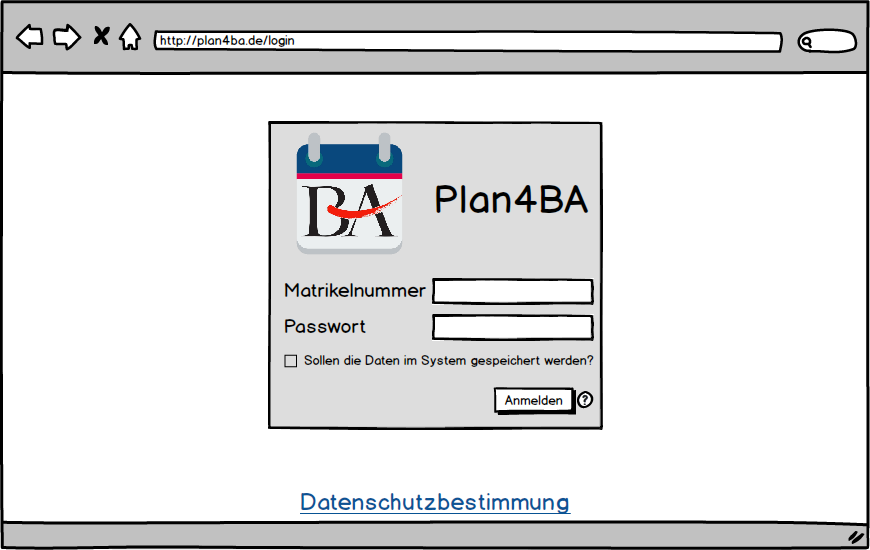 http://plan4ba.de/login
BA
Plan4BA
Matrikelnummer
Passwort
Sollen die Daten im System gespeichert werden?
Anmelden ?
Datenschutzbestimmung